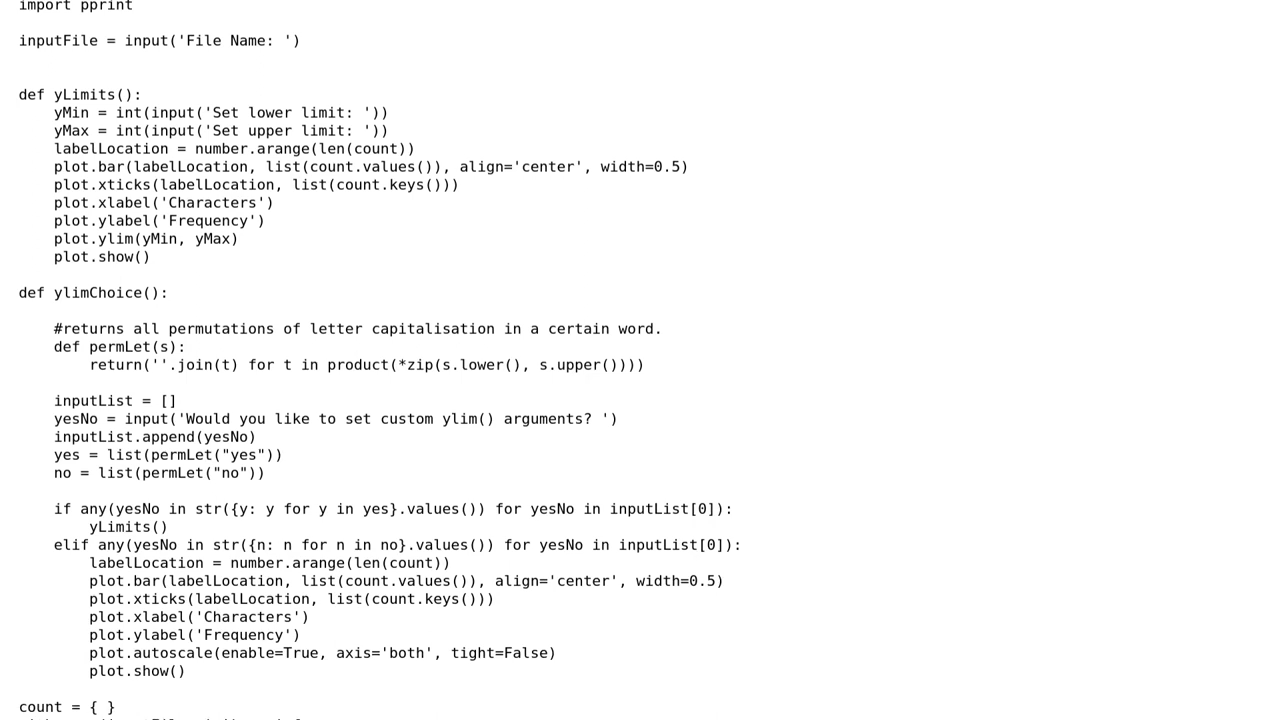 import pprint
inputFile = input('File Name: ')
def yLimits():
    yMin = int(input('Set lower limit: '))
    yMax = int(input('Set upper limit: '))
    labelLocation = number.arange(len(count))
    plot.bar(labelLocation, list(count.values()), align='center', width=0.5)
    plot.xticks(labelLocation, list(count.keys()))
    plot.xlabel('Characters')
    plot.ylabel('Frequency')
    plot.ylim(yMin, yMax)
    plot.show()
def ylimChoice():
    #returns all permutations of letter capitalisation in a certain word.
    def permLet(s):
        return(''.join(t) for t in product(*zip(s.lower(), s.upper())))
    inputList = []
    yesNo = input('Would you like to set custom ylim() arguments? ')
    inputList.append(yesNo)
    yes = list(permLet("yes"))
    no = list(permLet("no"))
    if any(yesNo in str({y: y for y in yes}.values()) for yesNo in inputList[0]):
        yLimits()
    elif any(yesNo in str({n: n for n in no}.values()) for yesNo in inputList[0]):
        labelLocation = number.arange(len(count))
        plot.bar(labelLocation, list(count.values()), align='center', width=0.5)
        plot.xticks(labelLocation, list(count.keys()))
        plot.xlabel('Characters')
        plot.ylabel('Frequency')
        plot.autoscale(enable=True, axis='both', tight=False)
        plot.show()
count = { }